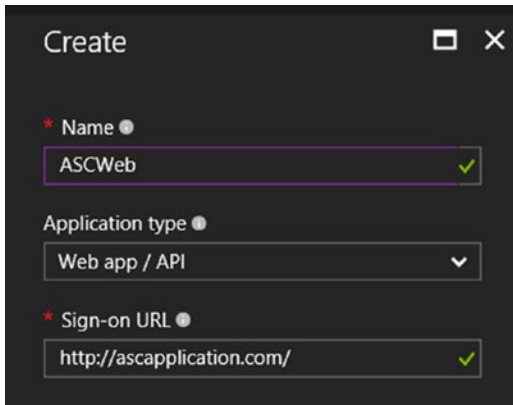 Create
* Name
ASCWeb
Application type
Web app / API
* Sign-on URL
http://ascapplication.com/